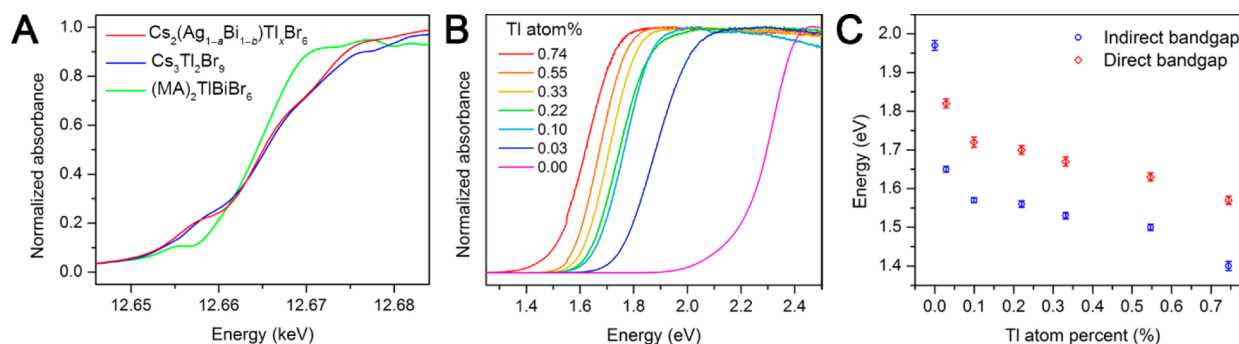 A
Cs₂(Ag₁₋ₐBi₁₋b)TlₓBr₆
Cs₃Tl₂Br₉
(MA)₂TlBiBr₆
Normalized absorbance
1.0
0.8
0.6
0.4
0.2
0.0
12.65
12.66
12.67
12.68
Energy (keV)
B
Tl atom%
0.74
0.55
0.33
0.22
0.10
0.03
0.00
Normalized absorbance
1.4
1.6
1.8
2.0
2.2
2.4
Energy (eV)
C
Indirect bandgap
Direct bandgap
Energy (eV)
2.0
1.9
1.8
1.7
1.6
1.5
1.4
0.0
0.1
0.2
0.3
0.4
0.5
0.6
0.7
Tl atom percent (%)